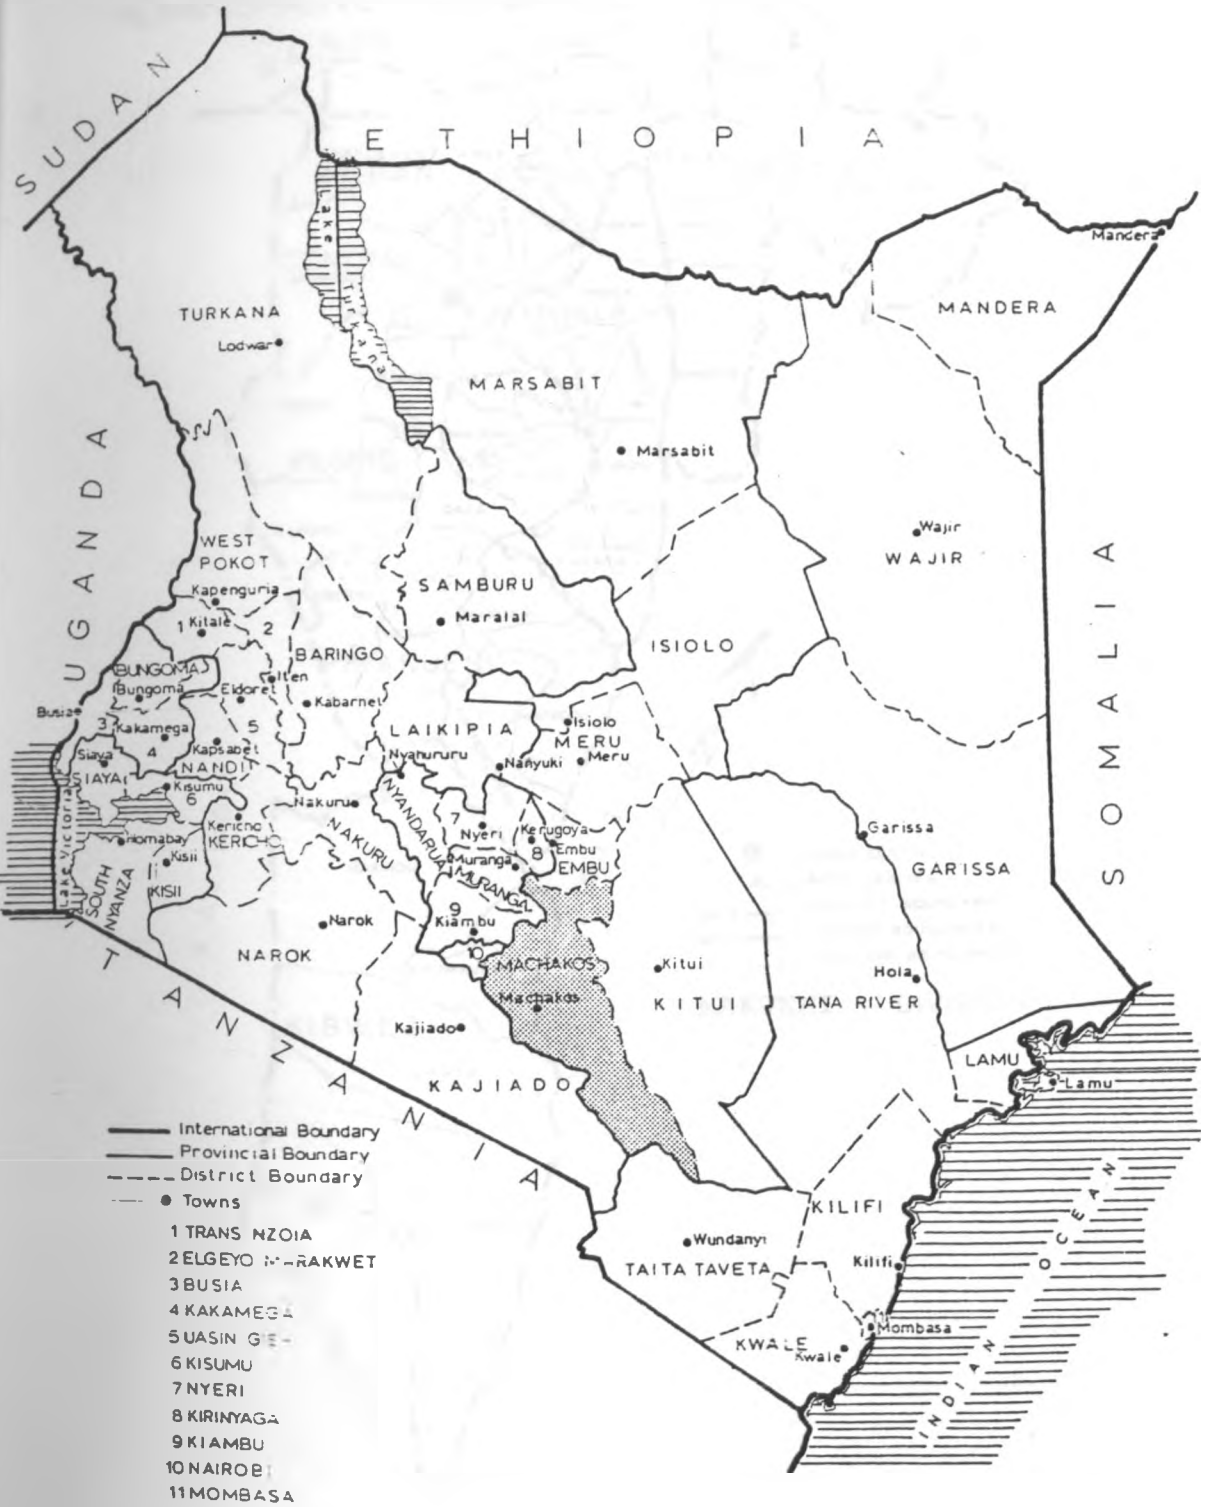 SUDAN
ETHIOPIA
Mandera
MANDERA
TURKANA
Lodwar
Lake
Turkana
MARSABIT
Marsabit
UGANDA
Wajir
WAJIR
WEST
POKOT
Kapenguria
SAMBURU
Maralal
SOMALIA
1 Kitale
2
BARINGO
ISIOLO
BUNGOMA
Bungoma
Eldoret
Iten
Kabarnet
Busia
3
Kakamega
4
5
Kapsabet
NANDI
LAIKIPIA
Nyahururu
Nanyuki
Isiolo
MERU
Meru
Siaya
SIAYA
Kisumu
6
Nakuru
NAKURU
NYANDARUA
7
Nyeri
Kerugoya
8
Embu
EMBU
Kericho
KERICHO
Homabay
Kisii
KISII
Lake Victoria
SOUTH
NYANZA
Muranga
MURANGA
9
Kiambu
10
Garissa
GARISSA
Narok
NAROK
MACHAKOS
Machakos
Kitui
KITUI
Hola
TANA RIVER
TANZANIA
Kajiado
KAJIADO
LAMU
Lamu
KILIFI
Kilifi
Wundanyi
TAITA TAVETA
11
Mombasa
KWALE
Kwale
INDIAN OCEAN
International Boundary
Provincial Boundary
District Boundary
Towns
1 TRANS NZOIA
2 ELGEYO MARAKWET
3 BUSIA
4 KAKAMEGA
5 UASIN
6 KISUMU
7 NYERI
8 KIRINYAGA
9 KIAMBU
10 NAIROBI
11 MOMBASA